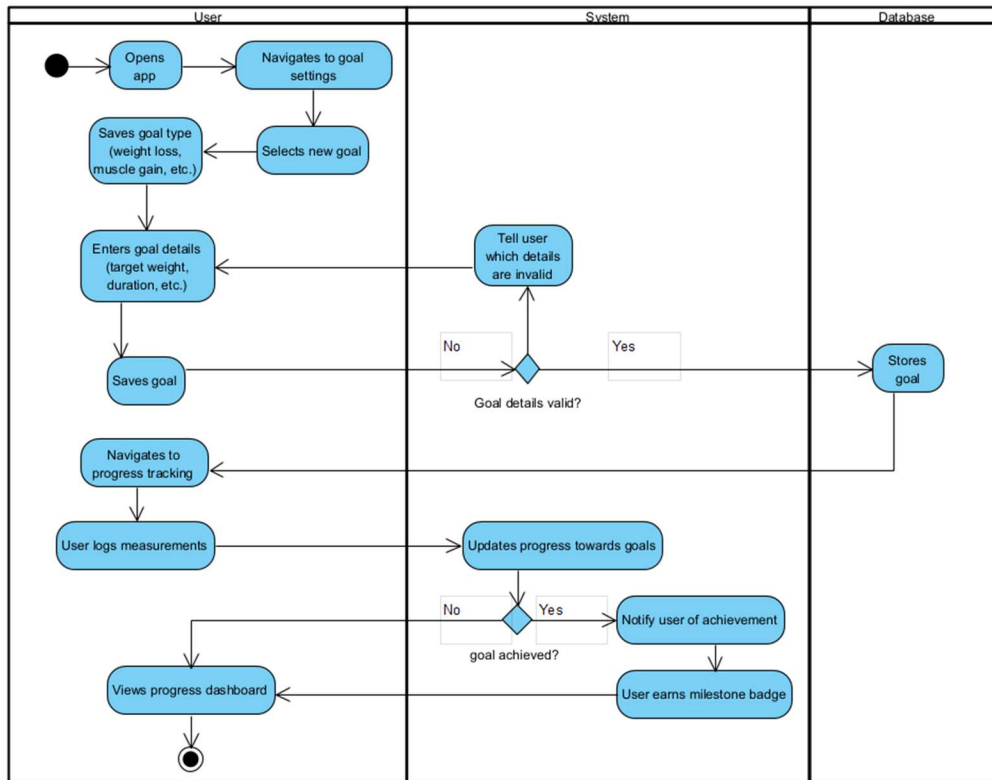 User
System
Database
Opens
app
Navigates to goal
settings
Saves goal type
(weight loss,
muscle gain, etc.)
Selects new goal
Enters goal details
(target weight,
duration, etc.)
Tell user
which details
are invalid
No
Yes
Saves goal
Goal details valid?
Stores
goal
Navigates to
progress tracking
User logs measurements
Updates progress towards goals
No
Yes
Notify user of achievement
goal achieved?
Views progress dashboard
User earns milestone badge